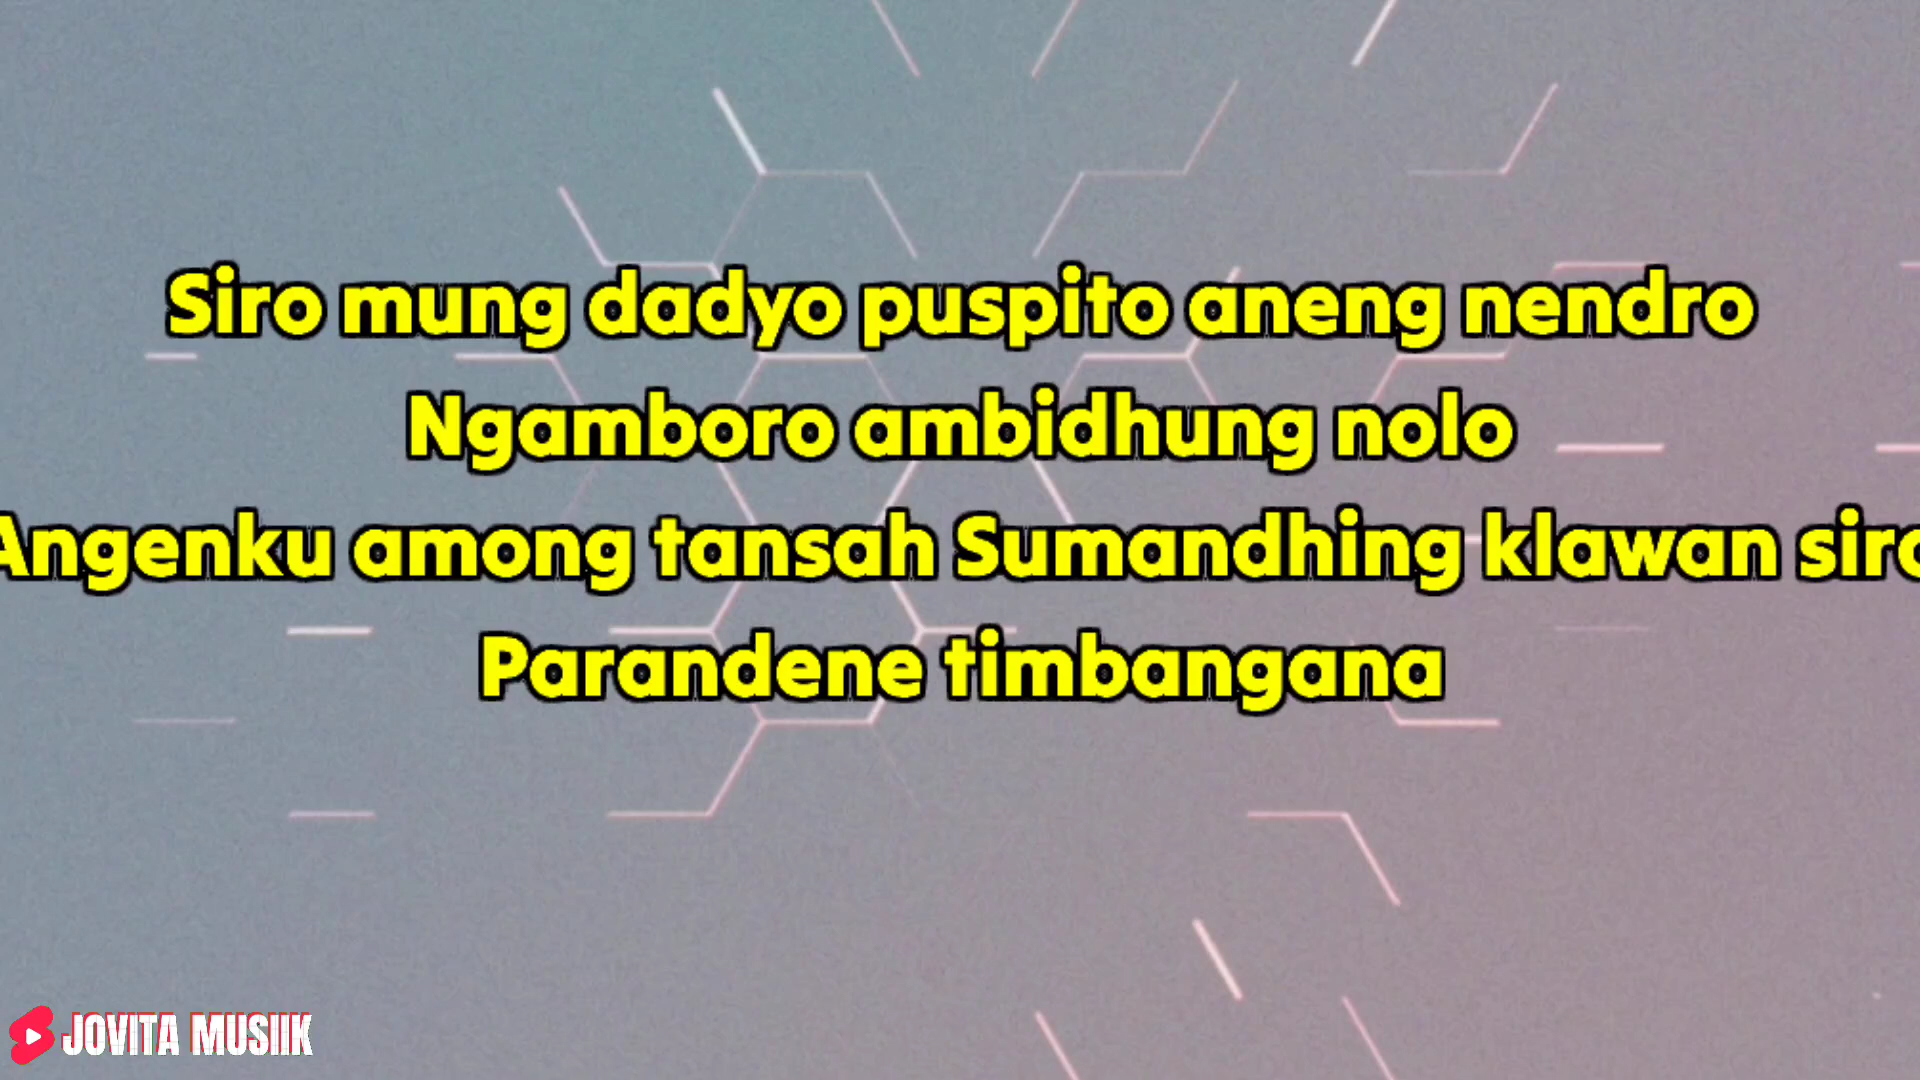 Siro mung dadyo puspito aneng nendro
Ngamboro ambidhung nolo
Angenku among tansah Sumandhing klawan siro
Parandene timbangana
JOVITA MUSIIK